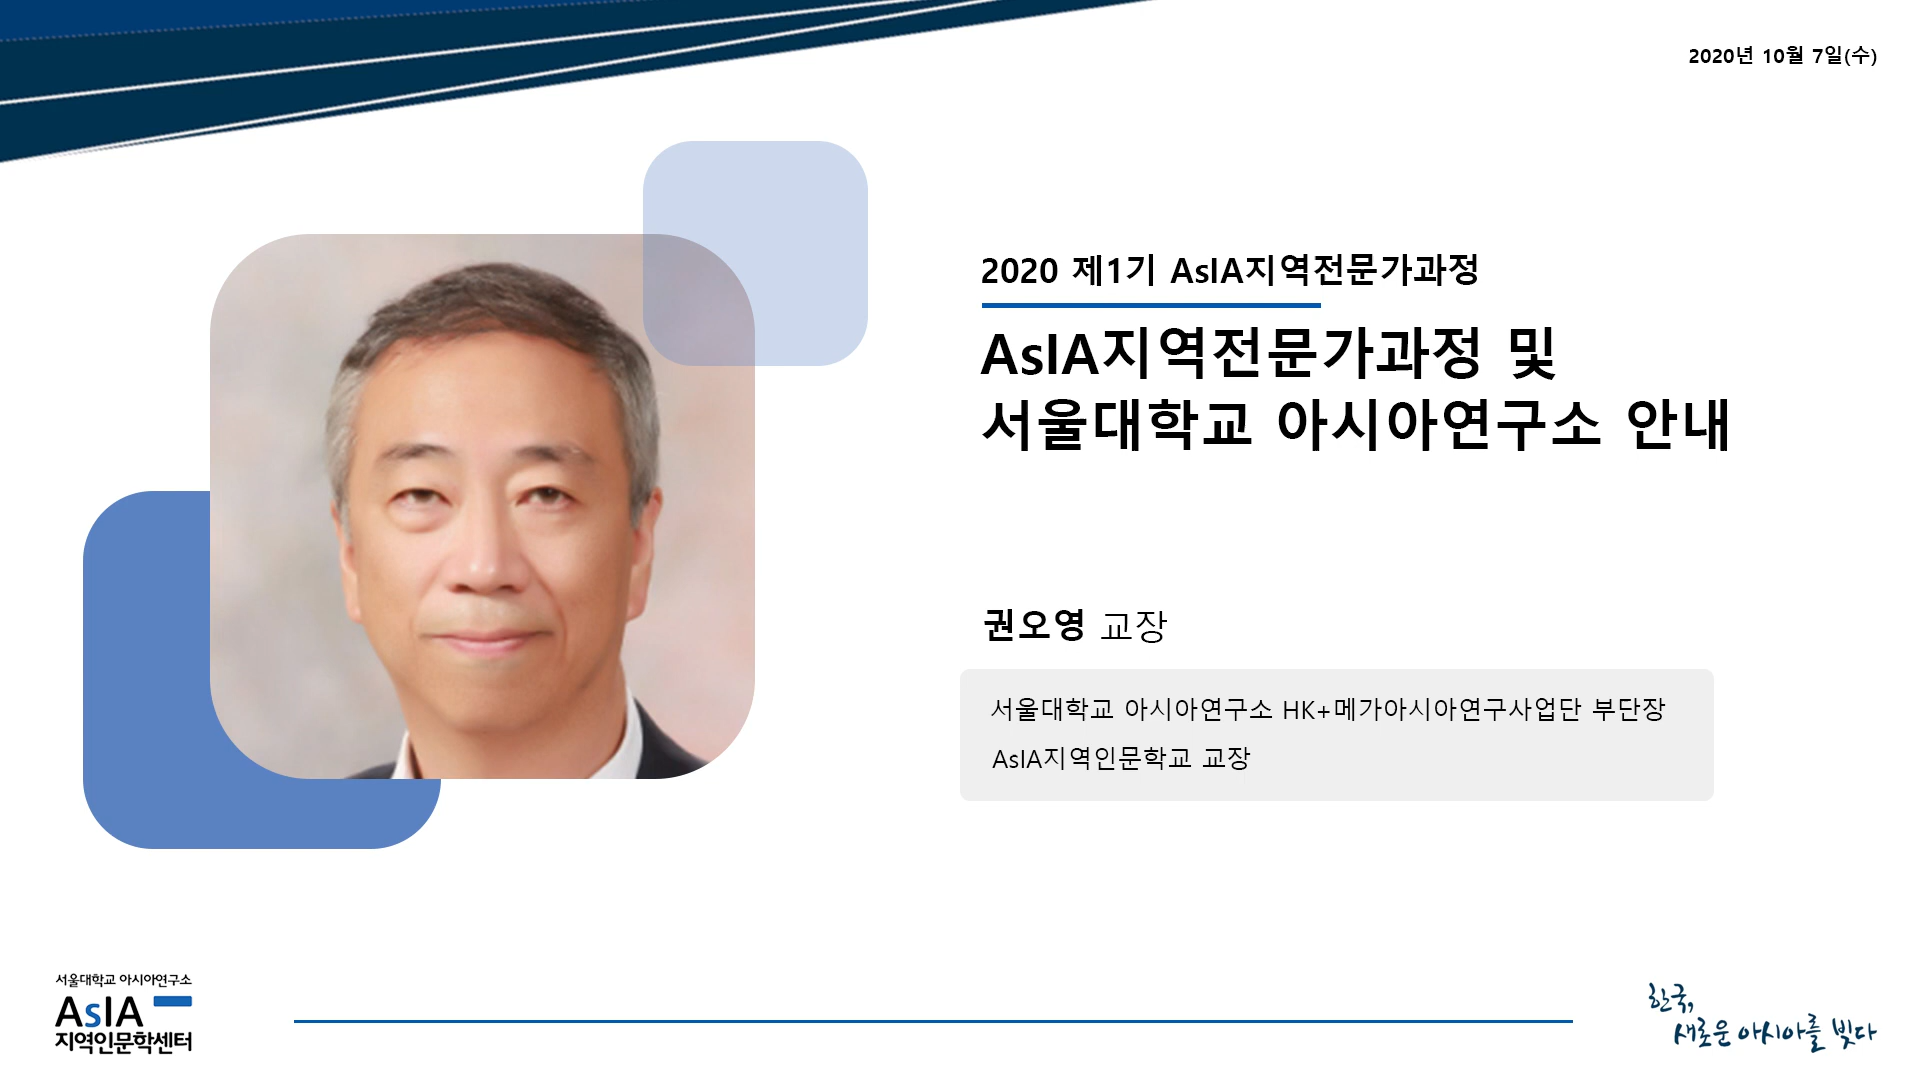 2020년 10월 7일(수)
2020 제1기 AsIA지역전문가과정
AsIA지역전문가과정 및
서울대학교 아시아연구소 안내
권오영 교장
서울대학교 아시아연구소 HK+메가아시아연구사업단 부단장
AsIA지역인문학교 교장
서울대학교 아시아연구소
AsIA
지역인문학센터
한국,
새로운 아시아를 빚다